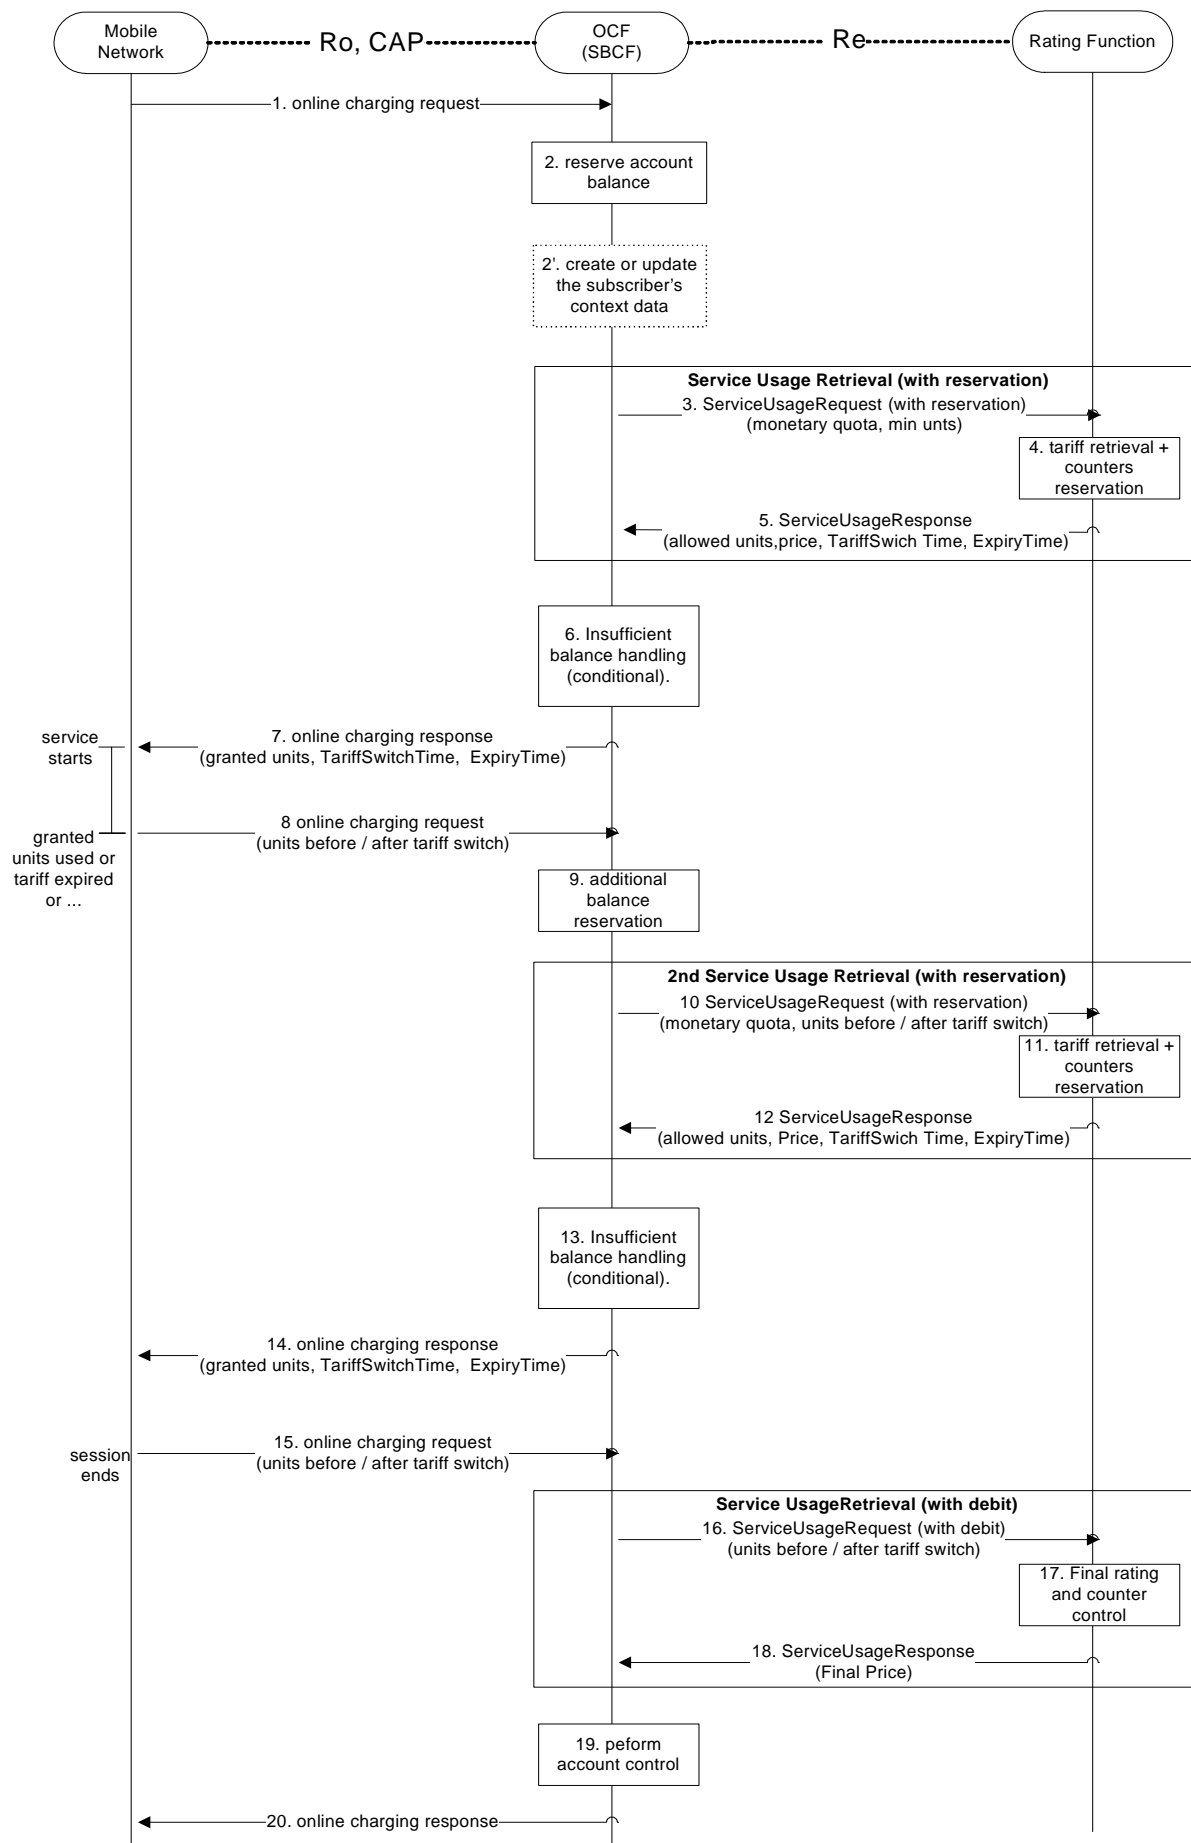 Mobile
Network
Ro, CAP
OCF
(SBCF)
Re
Rating Function
1. online charging request
2. reserve account
balance
2'. create or update
the subscriber's
context data
Service Usage Retrieval (with reservation)
3. ServiceUsageRequest (with reservation)
(monetary quota, min unts)
4. tariff retrieval +
counters
reservation
5. ServiceUsageResponse
(allowed units,price, TariffSwich Time, ExpiryTime)
6. Insufficient
balance handling
(conditional).
service
starts
7. online charging response
(granted units, TariffSwitchTime, ExpiryTime)
8 online charging request
(units before / after tariff switch)
granted
units used or
tariff expired
or ...
9. additional
balance
reservation
2nd Service Usage Retrieval (with reservation)
10 ServiceUsageRequest (with reservation)
(monetary quota, units before / after tariff switch)
11. tariff retrieval +
counters
reservation
12 ServiceUsageResponse
(allowed units, Price, TariffSwich Time, ExpiryTime)
13. Insufficient
balance handling
(conditional).
14. online charging response
(granted units, TariffSwitchTime, ExpiryTime)
session
ends
15. online charging request
(units before / after tariff switch)
Service UsageRetrieval (with debit)
16. ServiceUsageRequest (with debit)
(units before / after tariff switch)
17. Final rating
and counter
control
18. ServiceUsageResponse
(Final Price)
19. peform
account control
20. online charging response